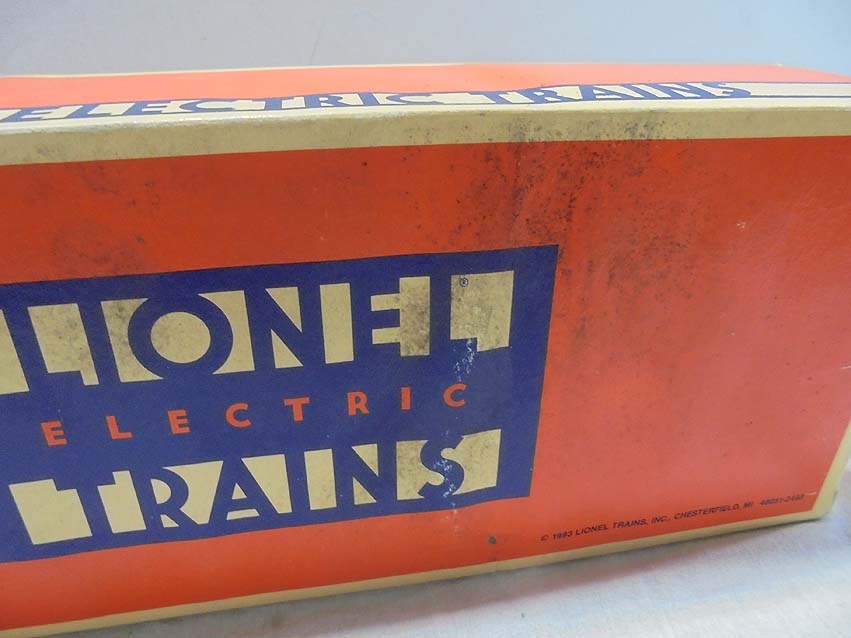 ELECTRIC TRAINS
LIONEL®
ELECTRIC
TRAINS
© 1993 LIONEL TRAINS, INC., CHESTERFIELD, MI 48051-2493